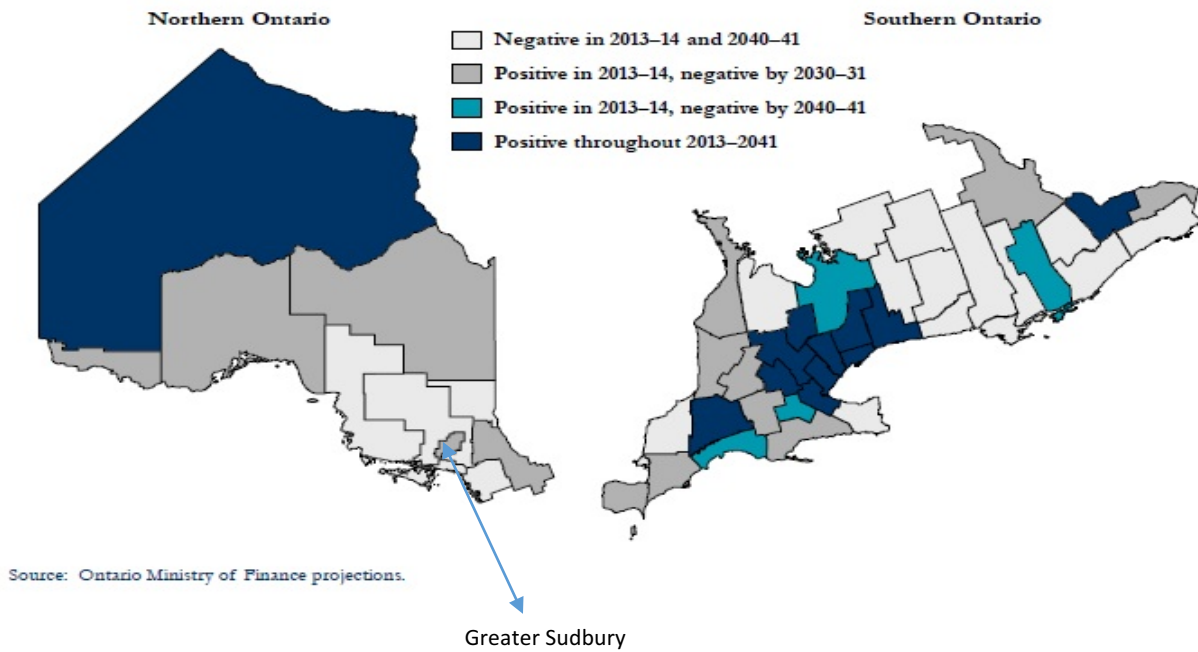 Northern Ontario
Southern Ontario
Negative in 2013–14 and 2040–41
Positive in 2013–14, negative by 2030–31
Positive in 2013–14, negative by 2040–41
Positive throughout 2013–2041
Source: Ontario Ministry of Finance projections.
Greater Sudbury